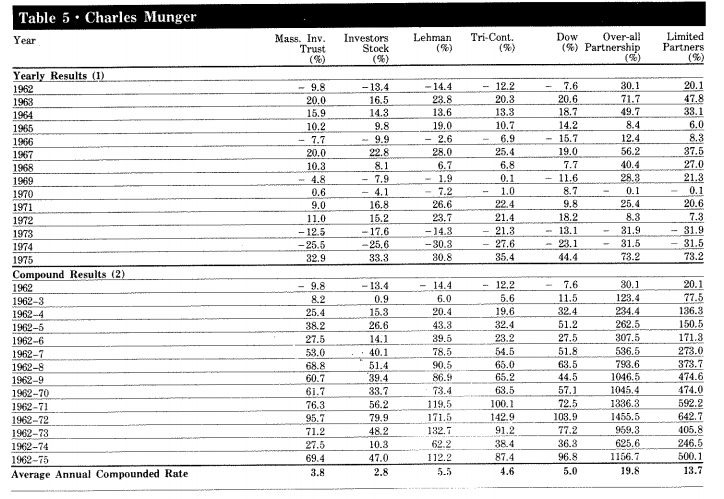 Table 5 • Charles Munger
Year Mass. Inv. Trust (%) Investors Stock (%) Lehman (%) Tri-Cont. (%) Dow (%) Over-all Partnership (%) Limited Partners (%)
Yearly Results (1)
1962 - 9.8 -13.4 -14.4 - 12.2 - 7.6 30.1 20.1
1963 20.0 16.5 23.8 20.3 20.6 71.7 47.8
1964 15.9 14.3 13.6 13.3 18.7 49.7 33.1
1965 10.2 9.8 19.0 10.7 14.2 8.4 6.0
1966 - 7.7 - 9.9 - 2.6 - 6.9 - 15.7 12.4 8.3
1967 20.0 22.8 28.0 25.4 19.0 56.2 37.5
1968 10.3 8.1 6.7 6.8 7.7 40.4 27.0
1969 - 4.8 - 7.9 - 1.9 0.1 - 11.6 28.3 21.3
1970 0.6 - 4.1 - 7.2 - 1.0 8.7 - 0.1 - 0.1
1971 9.0 16.8 26.6 22.4 9.8 25.4 20.6
1972 11.0 15.2 23.7 21.4 18.2 8.3 7.3
1973 -12.5 -17.6 -14.3 - 21.3 - 13.1 - 31.9 - 31.9
1974 -25.5 -25.6 -30.3 - 27.6 - 23.1 - 31.5 - 31.5
1975 32.9 33.3 30.8 35.4 44.4 73.2 73.2
Compound Results (2)
1962 - 9.8 -13.4 - 14.4 - 12.2 - 7.6 30.1 20.1
1962-3 8.2 0.9 6.0 5.6 11.5 123.4 77.5
1962-4 25.4 15.3 20.4 19.6 32.4 234.4 136.3
1962-5 38.2 26.6 43.3 32.4 51.2 262.5 150.5
1962-6 27.5 14.1 39.5 23.2 27.5 307.5 171.3
1962-7 53.0 40.1 78.5 54.5 51.8 536.5 273.0
1962-8 68.8 51.4 90.5 65.0 63.5 793.6 373.7
1962-9 60.7 39.4 86.9 65.2 44.5 1046.5 474.6
1962-70 61.7 33.7 73.4 63.5 57.1 1045.4 474.0
1962-71 76.3 56.2 119.5 100.1 72.5 1336.3 592.2
1962-72 95.7 79.9 171.5 142.9 103.9 1455.5 642.7
1962-73 71.2 48.2 132.7 91.2 77.2 959.3 405.8
1962-74 27.5 10.3 62.2 38.4 36.3 625.6 246.5
1962-75 69.4 47.0 112.2 87.4 96.8 1156.7 500.1
Average Annual Compounded Rate 3.8 2.8 5.5 4.6 5.0 19.8 13.7